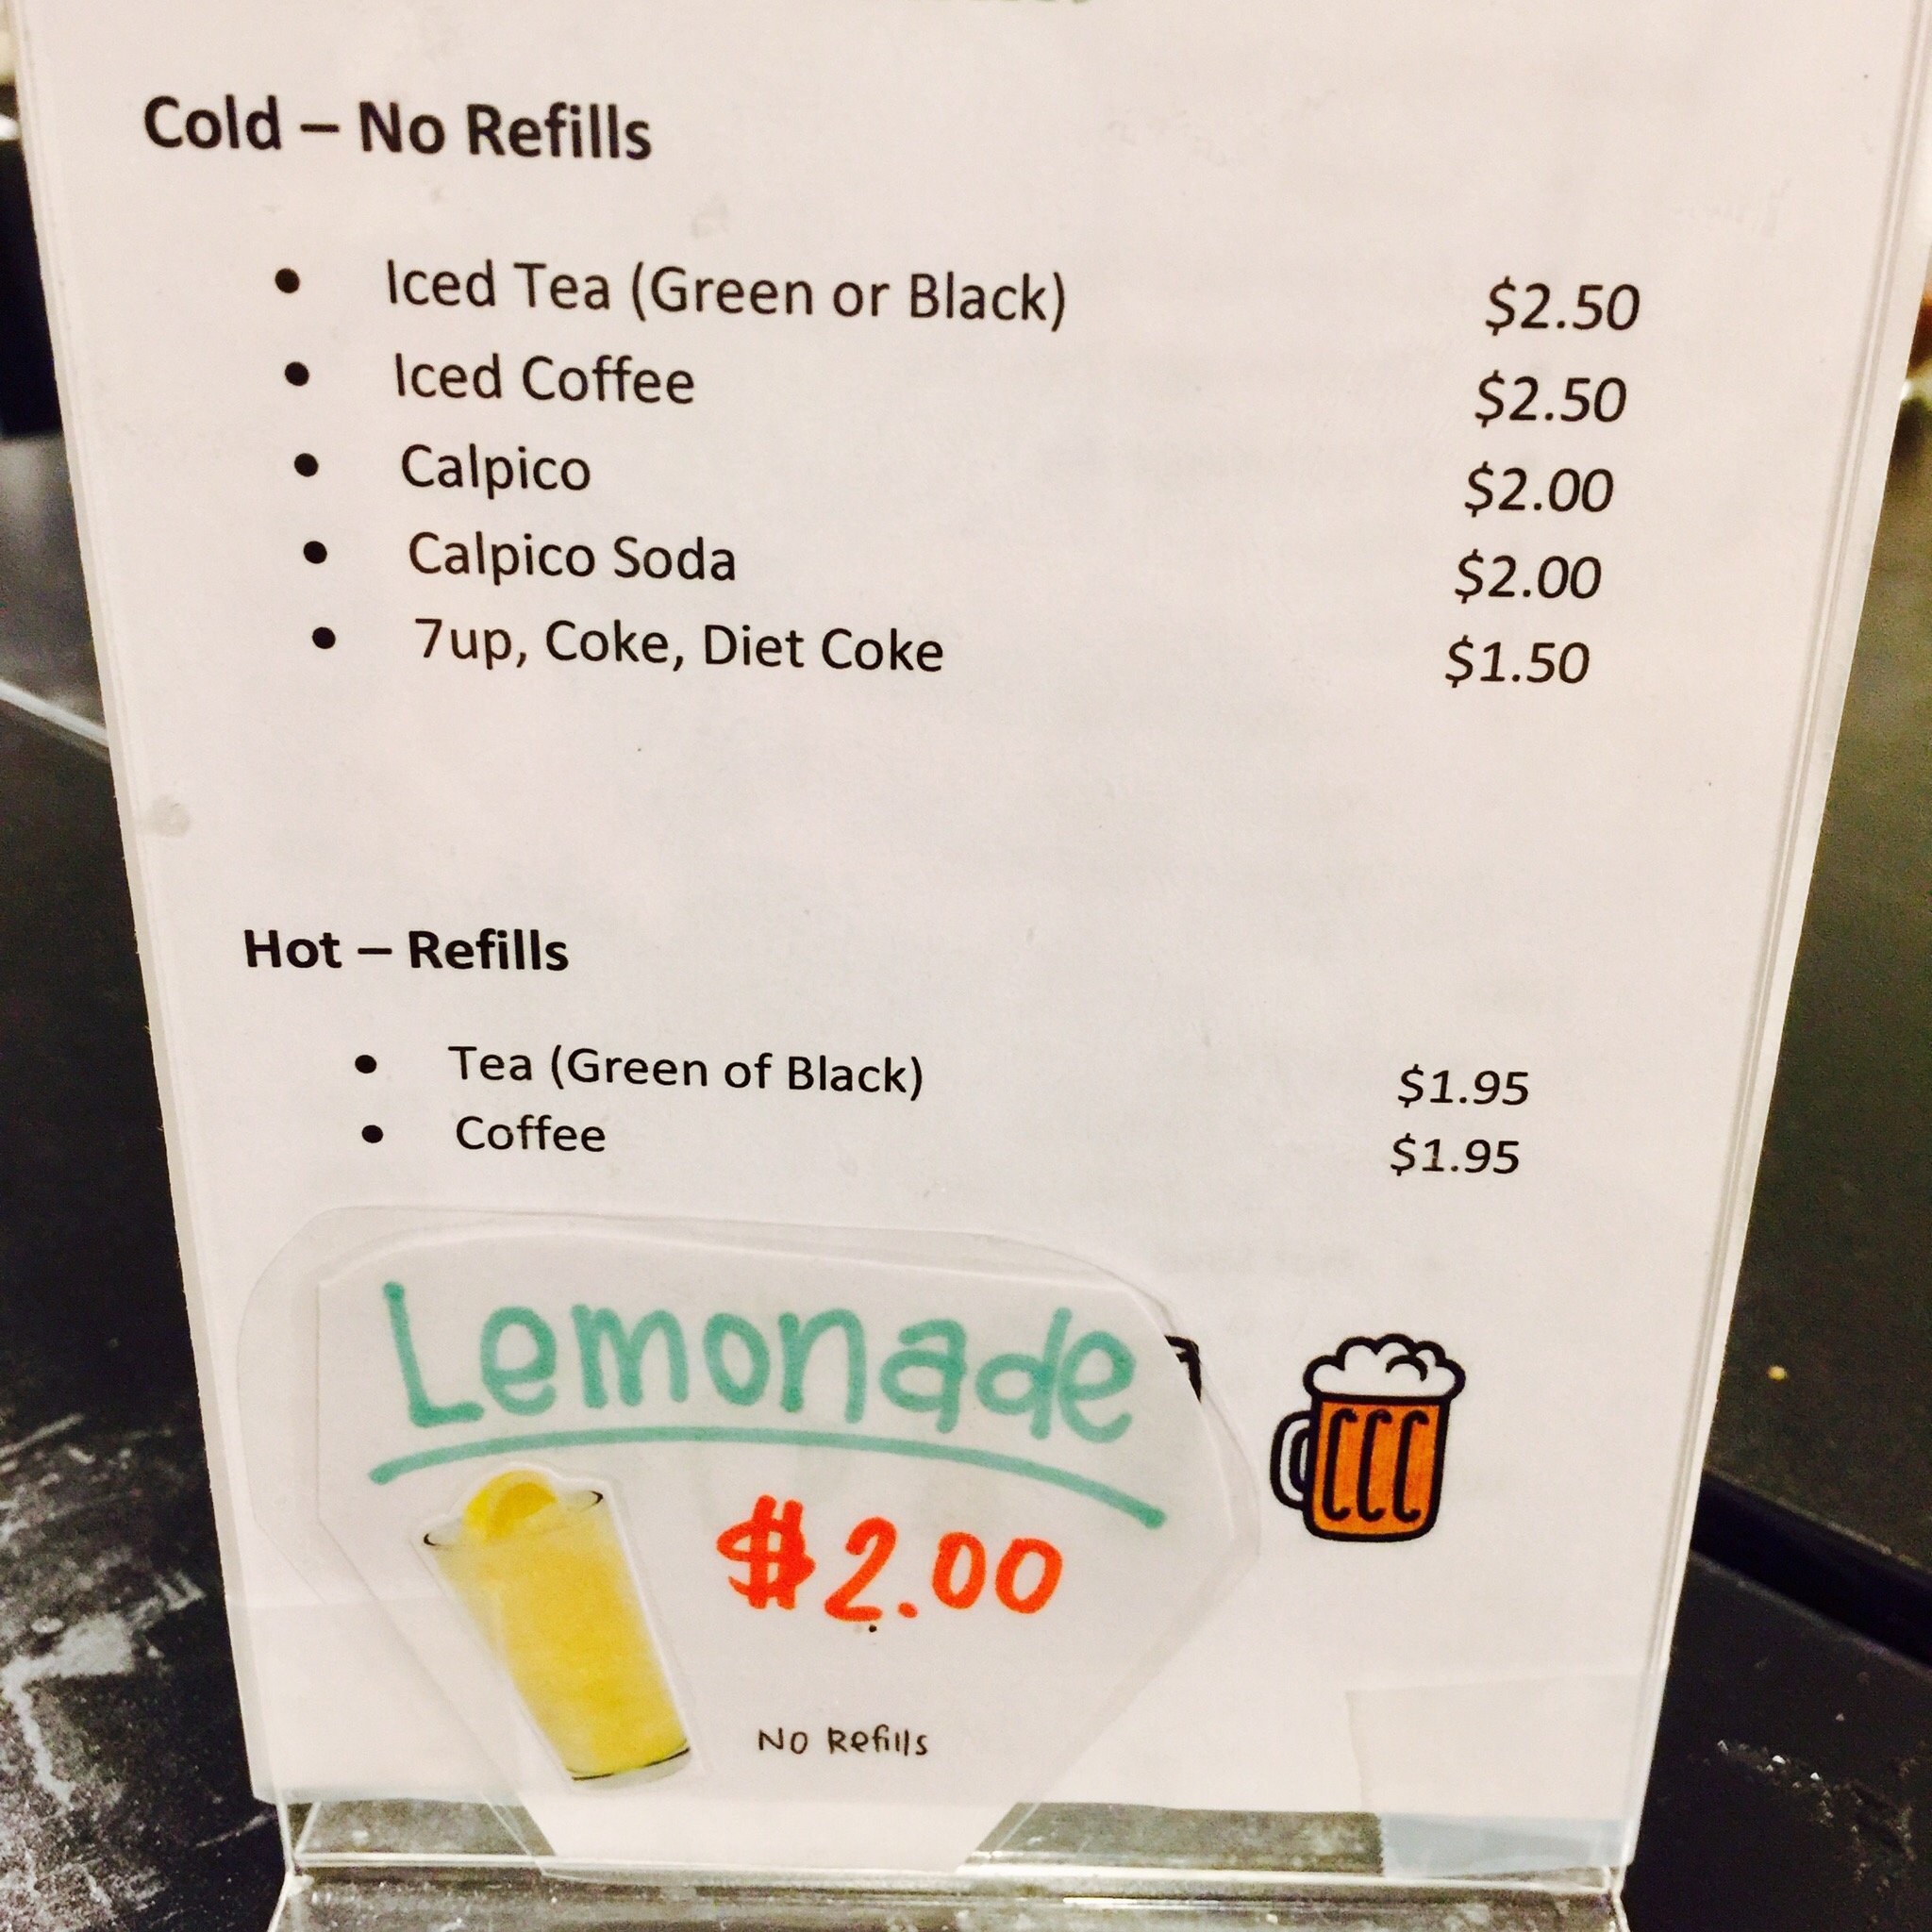 Cold – No Refills
• Iced Tea (Green or Black) $2.50
• Iced Coffee $2.50
• Calpico $2.00
• Calpico Soda $2.00
• 7up, Coke, Diet Coke $1.50
Hot – Refills
• Tea (Green of Black) $1.95
• Coffee $1.95
Lemonade
$2.00
No Refills